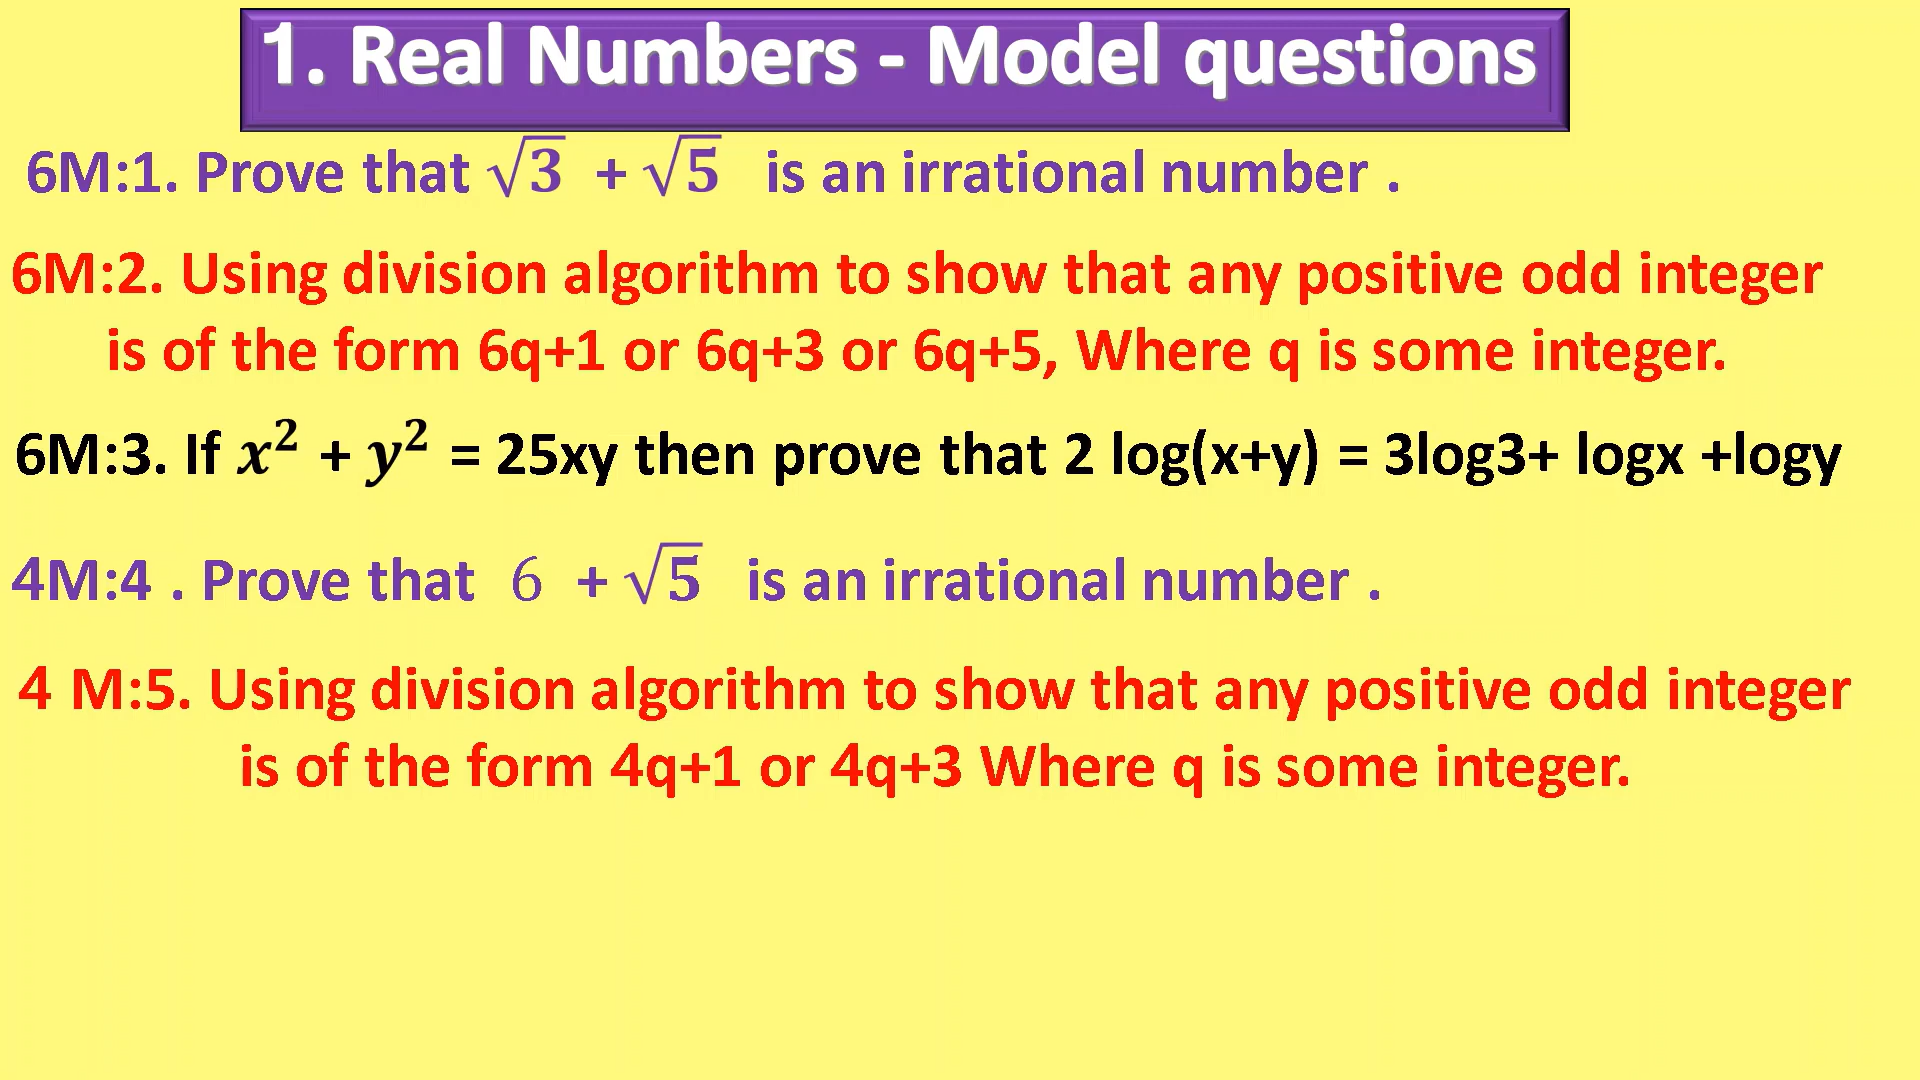 1. Real Numbers - Model questions
6M:1. Prove that √3 + √5 is an irrational number .
6M:2. Using division algorithm to show that any positive odd integer
is of the form 6q+1 or 6q+3 or 6q+5, Where q is some integer.
6M:3. If x² + y² = 25xy then prove that 2 log(x+y) = 3log3+ logx +logy
4M:4 . Prove that 6 + √5 is an irrational number .
4 M:5. Using division algorithm to show that any positive odd integer
is of the form 4q+1 or 4q+3 Where q is some integer.